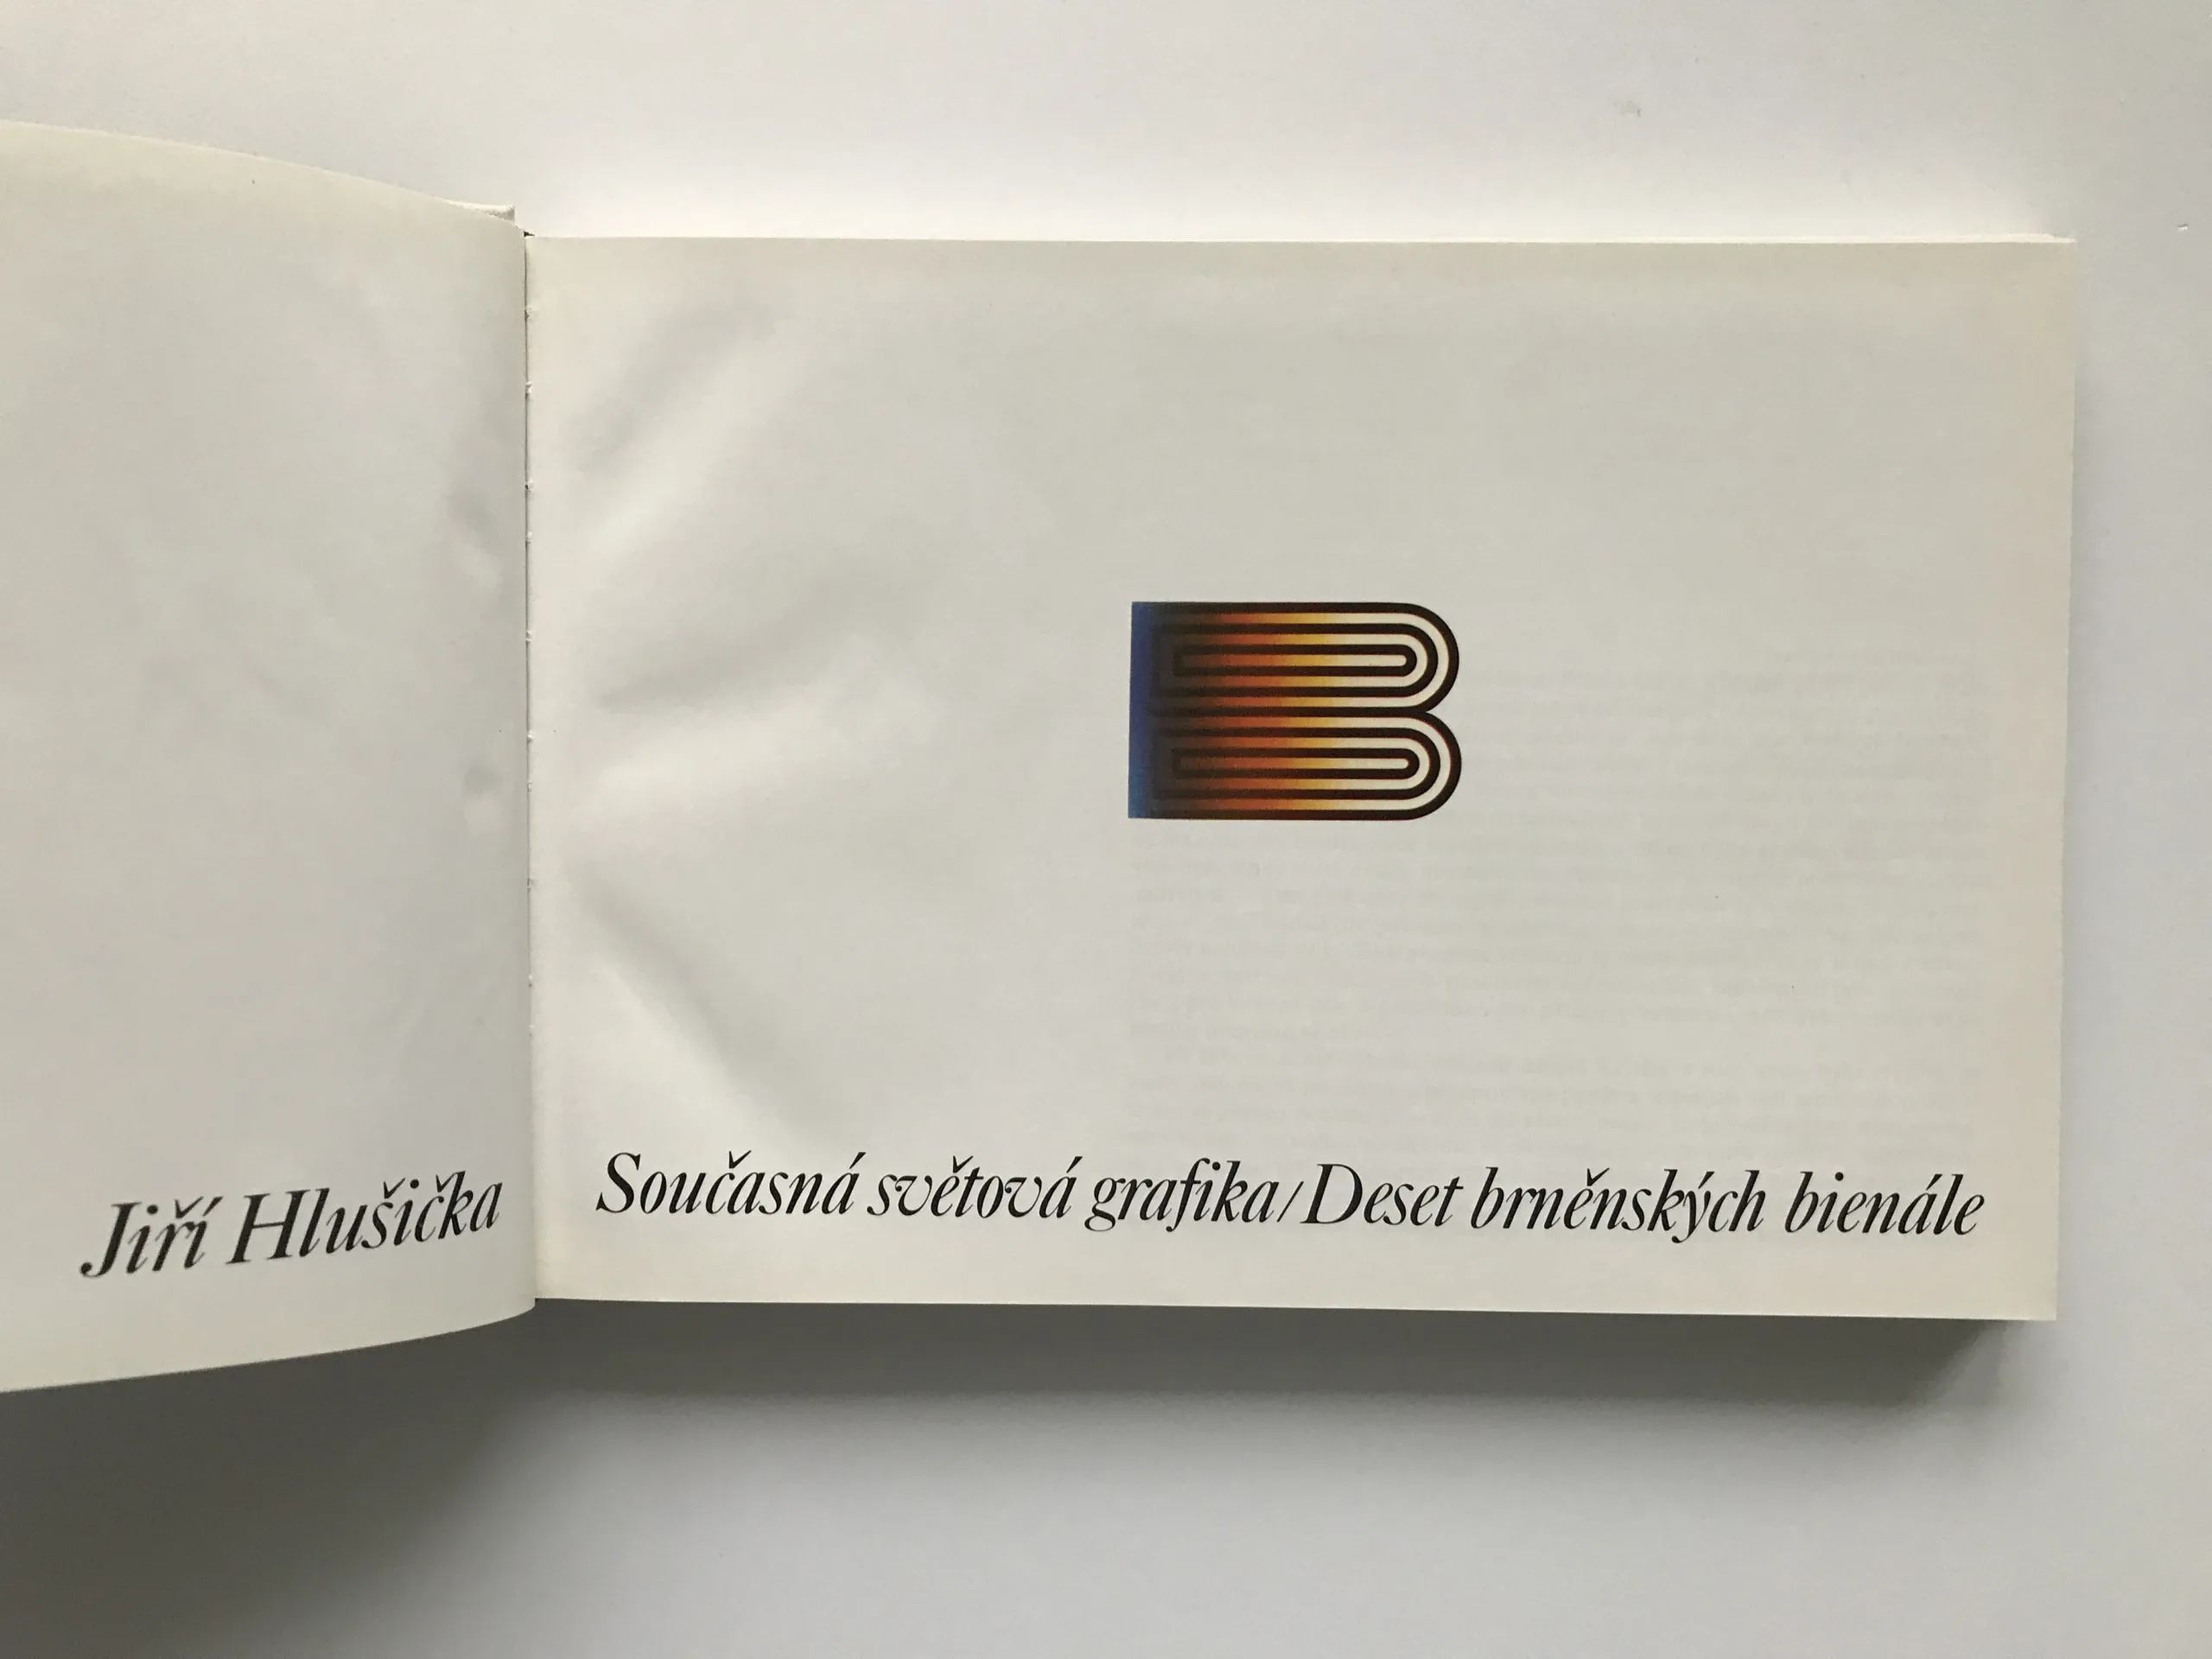 B
Jiří Hlušička
Současná světová grafika/Deset brněnských bienále